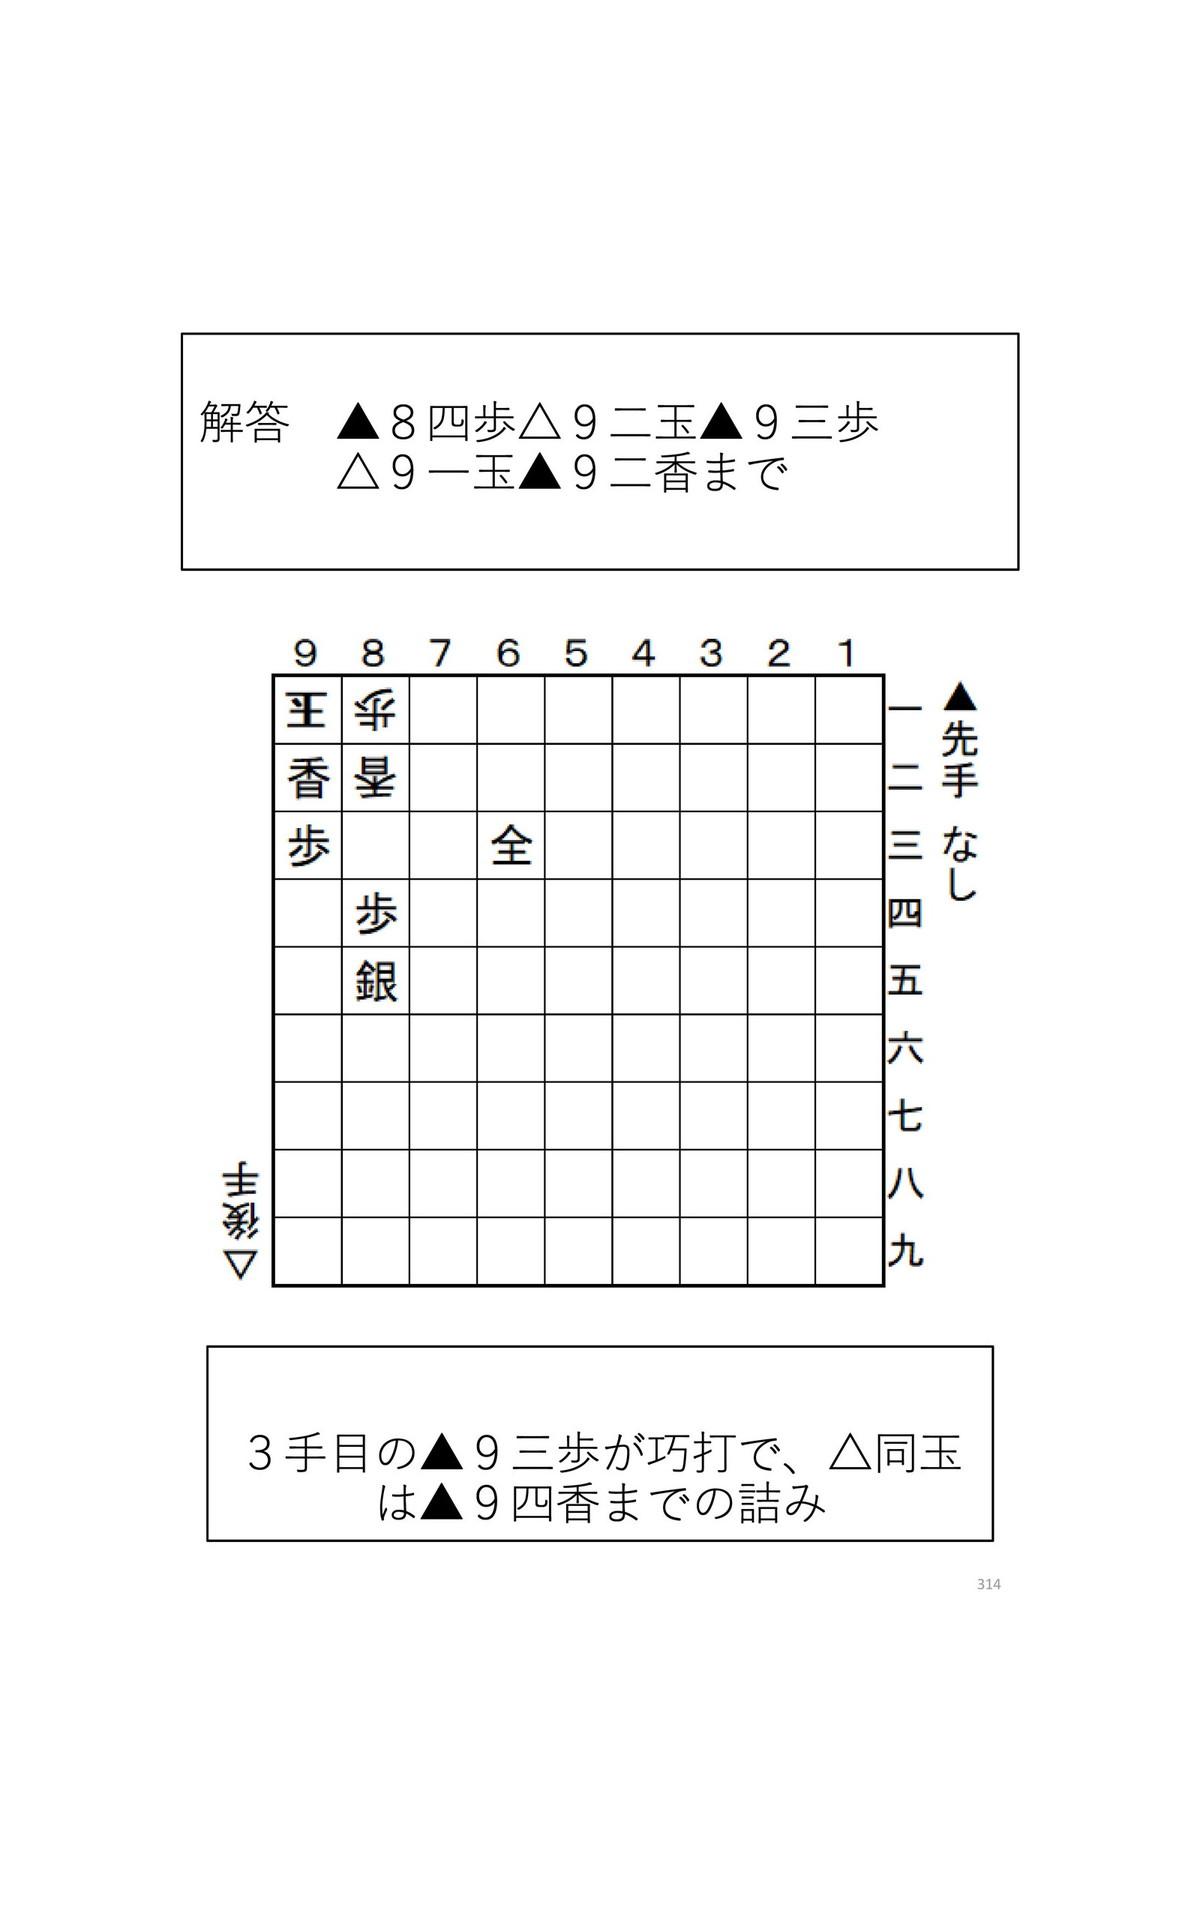 解答　▲８四歩△９二玉▲９三歩
△９一玉▲９二香まで
９ ８ ７ ６ ５ ４ ３ ２ １
王 歩 一
香 香 二
歩 全 三
歩 四
銀 五
六
七
八
九
▲先手 なし
△後手
３手目の▲９三歩が巧打で、△同玉
は▲９四香までの詰み
314